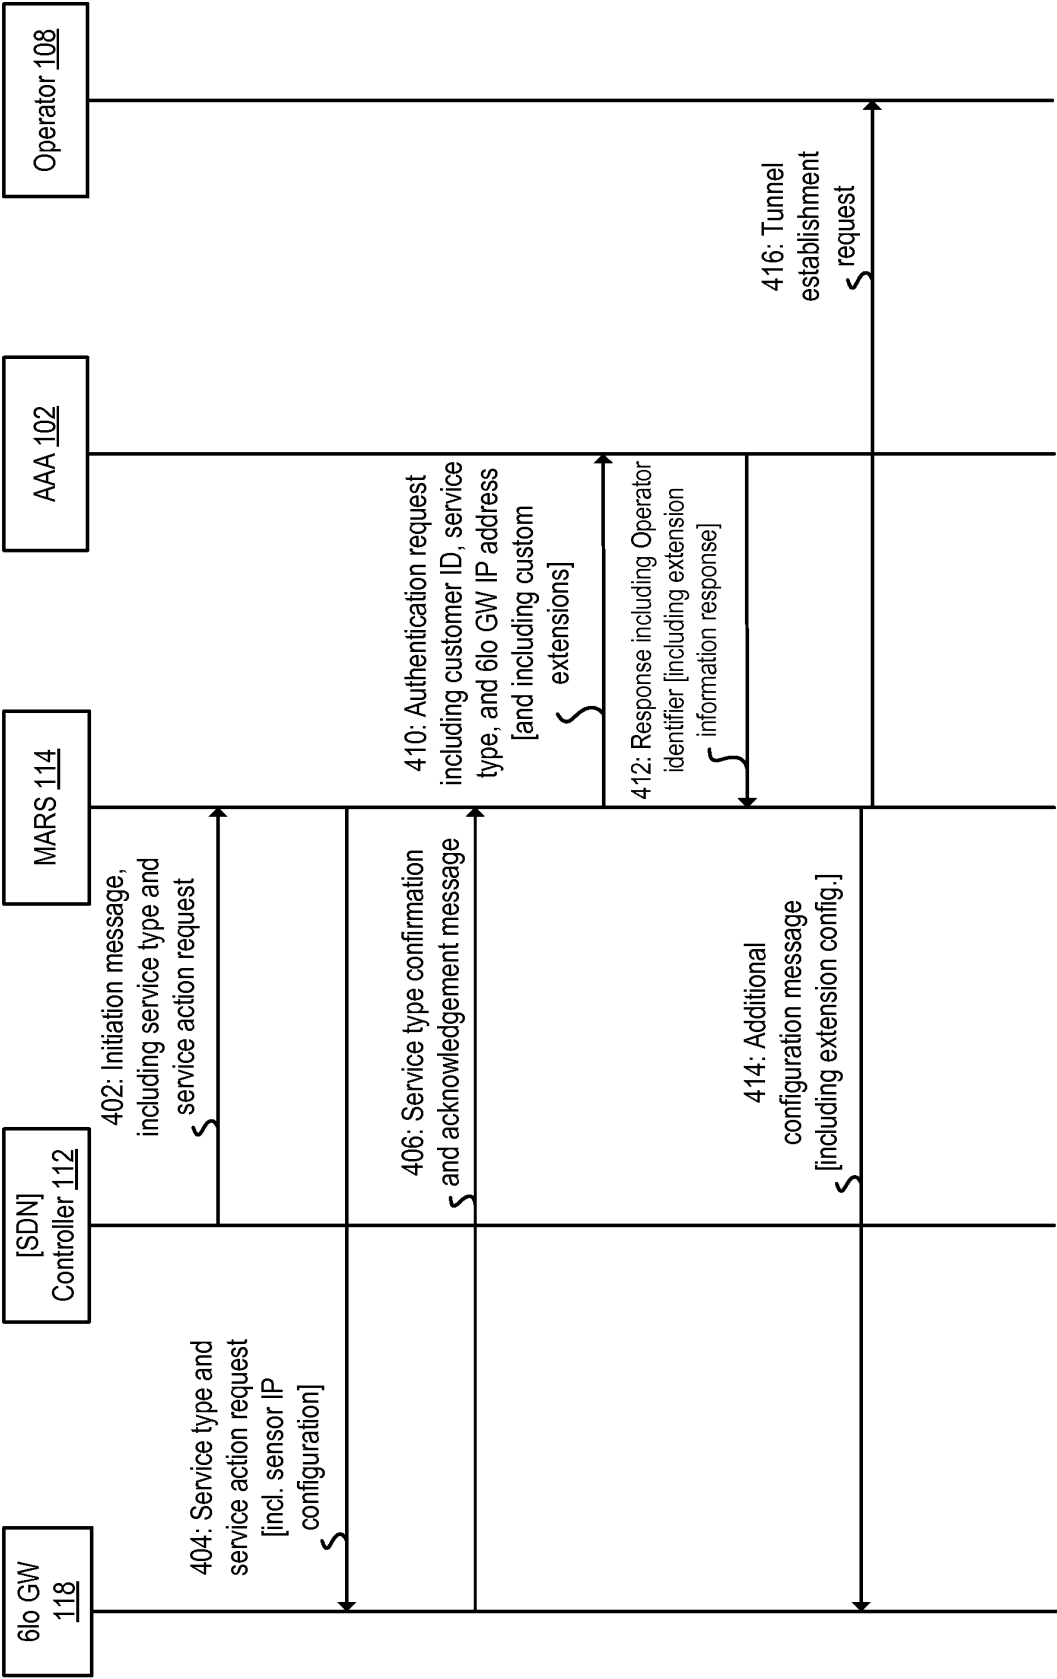 6lo GW
118
[SDN]
Controller 112
MARS 114
AAA 102
Operator 108
402: Initiation message,
including service type and
service action request
404: Service type and
service action request
[incl. sensor IP
configuration]
406: Service type confirmation
and acknowledgement message
410: Authentication request
including customer ID, service
type, and 6lo GW IP address
[and including custom
extensions]
412: Response including Operator
identifier [including extension
information response]
414: Additional
configuration message
[including extension config.]
416: Tunnel
establishment
request